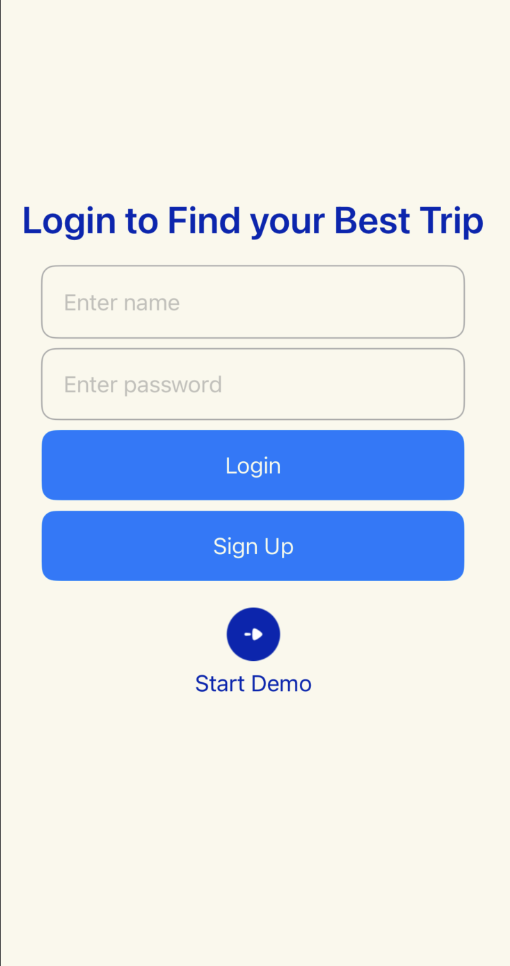 Login to Find your Best Trip
Enter name
Enter password
Login
Sign Up
Start Demo